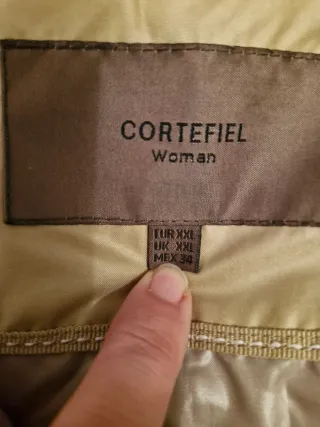 CORTEFIEL
Woman
EUR XXL
UK XXL
MEX 34